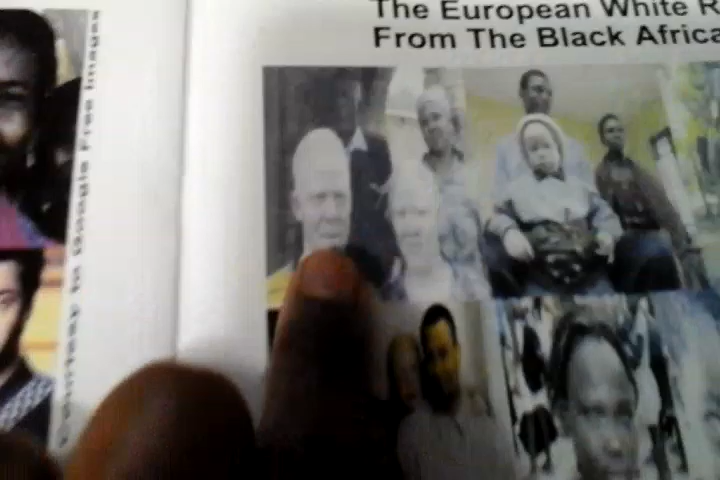 Courtesy to Google Free Images
The European White R
From The Black Africa